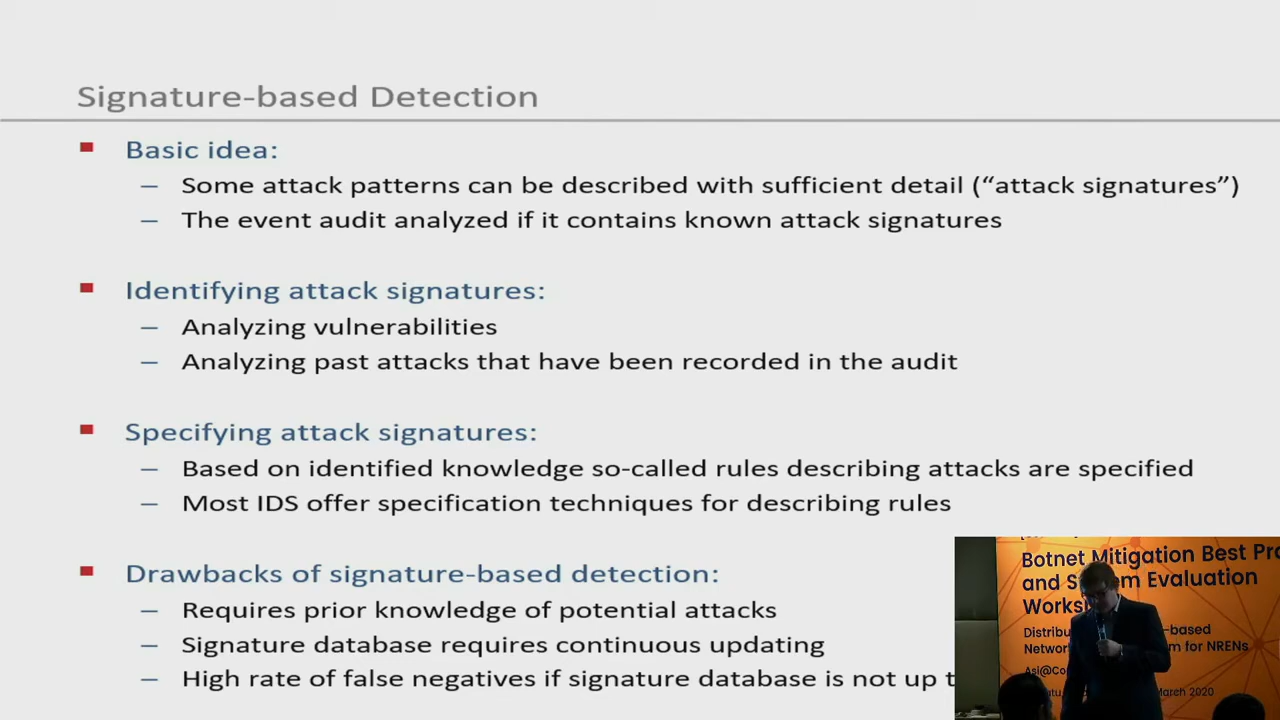 Signature-based Detection
Basic idea:
– Some attack patterns can be described with sufficient detail (“attack signatures”)
– The event audit analyzed if it contains known attack signatures
Identifying attack signatures:
– Analyzing vulnerabilities
– Analyzing past attacks that have been recorded in the audit
Specifying attack signatures:
– Based on identified knowledge so-called rules describing attacks are specified
– Most IDS offer specification techniques for describing rules
Drawbacks of signature-based detection:
– Requires prior knowledge of potential attacks
– Signature database requires continuous updating
– High rate of false negatives if signature database is not up
Botnet Mitigation Best Pro
and Evaluation
Distribu -based
Netwo m for NRENs
Asi@Co
March 2020